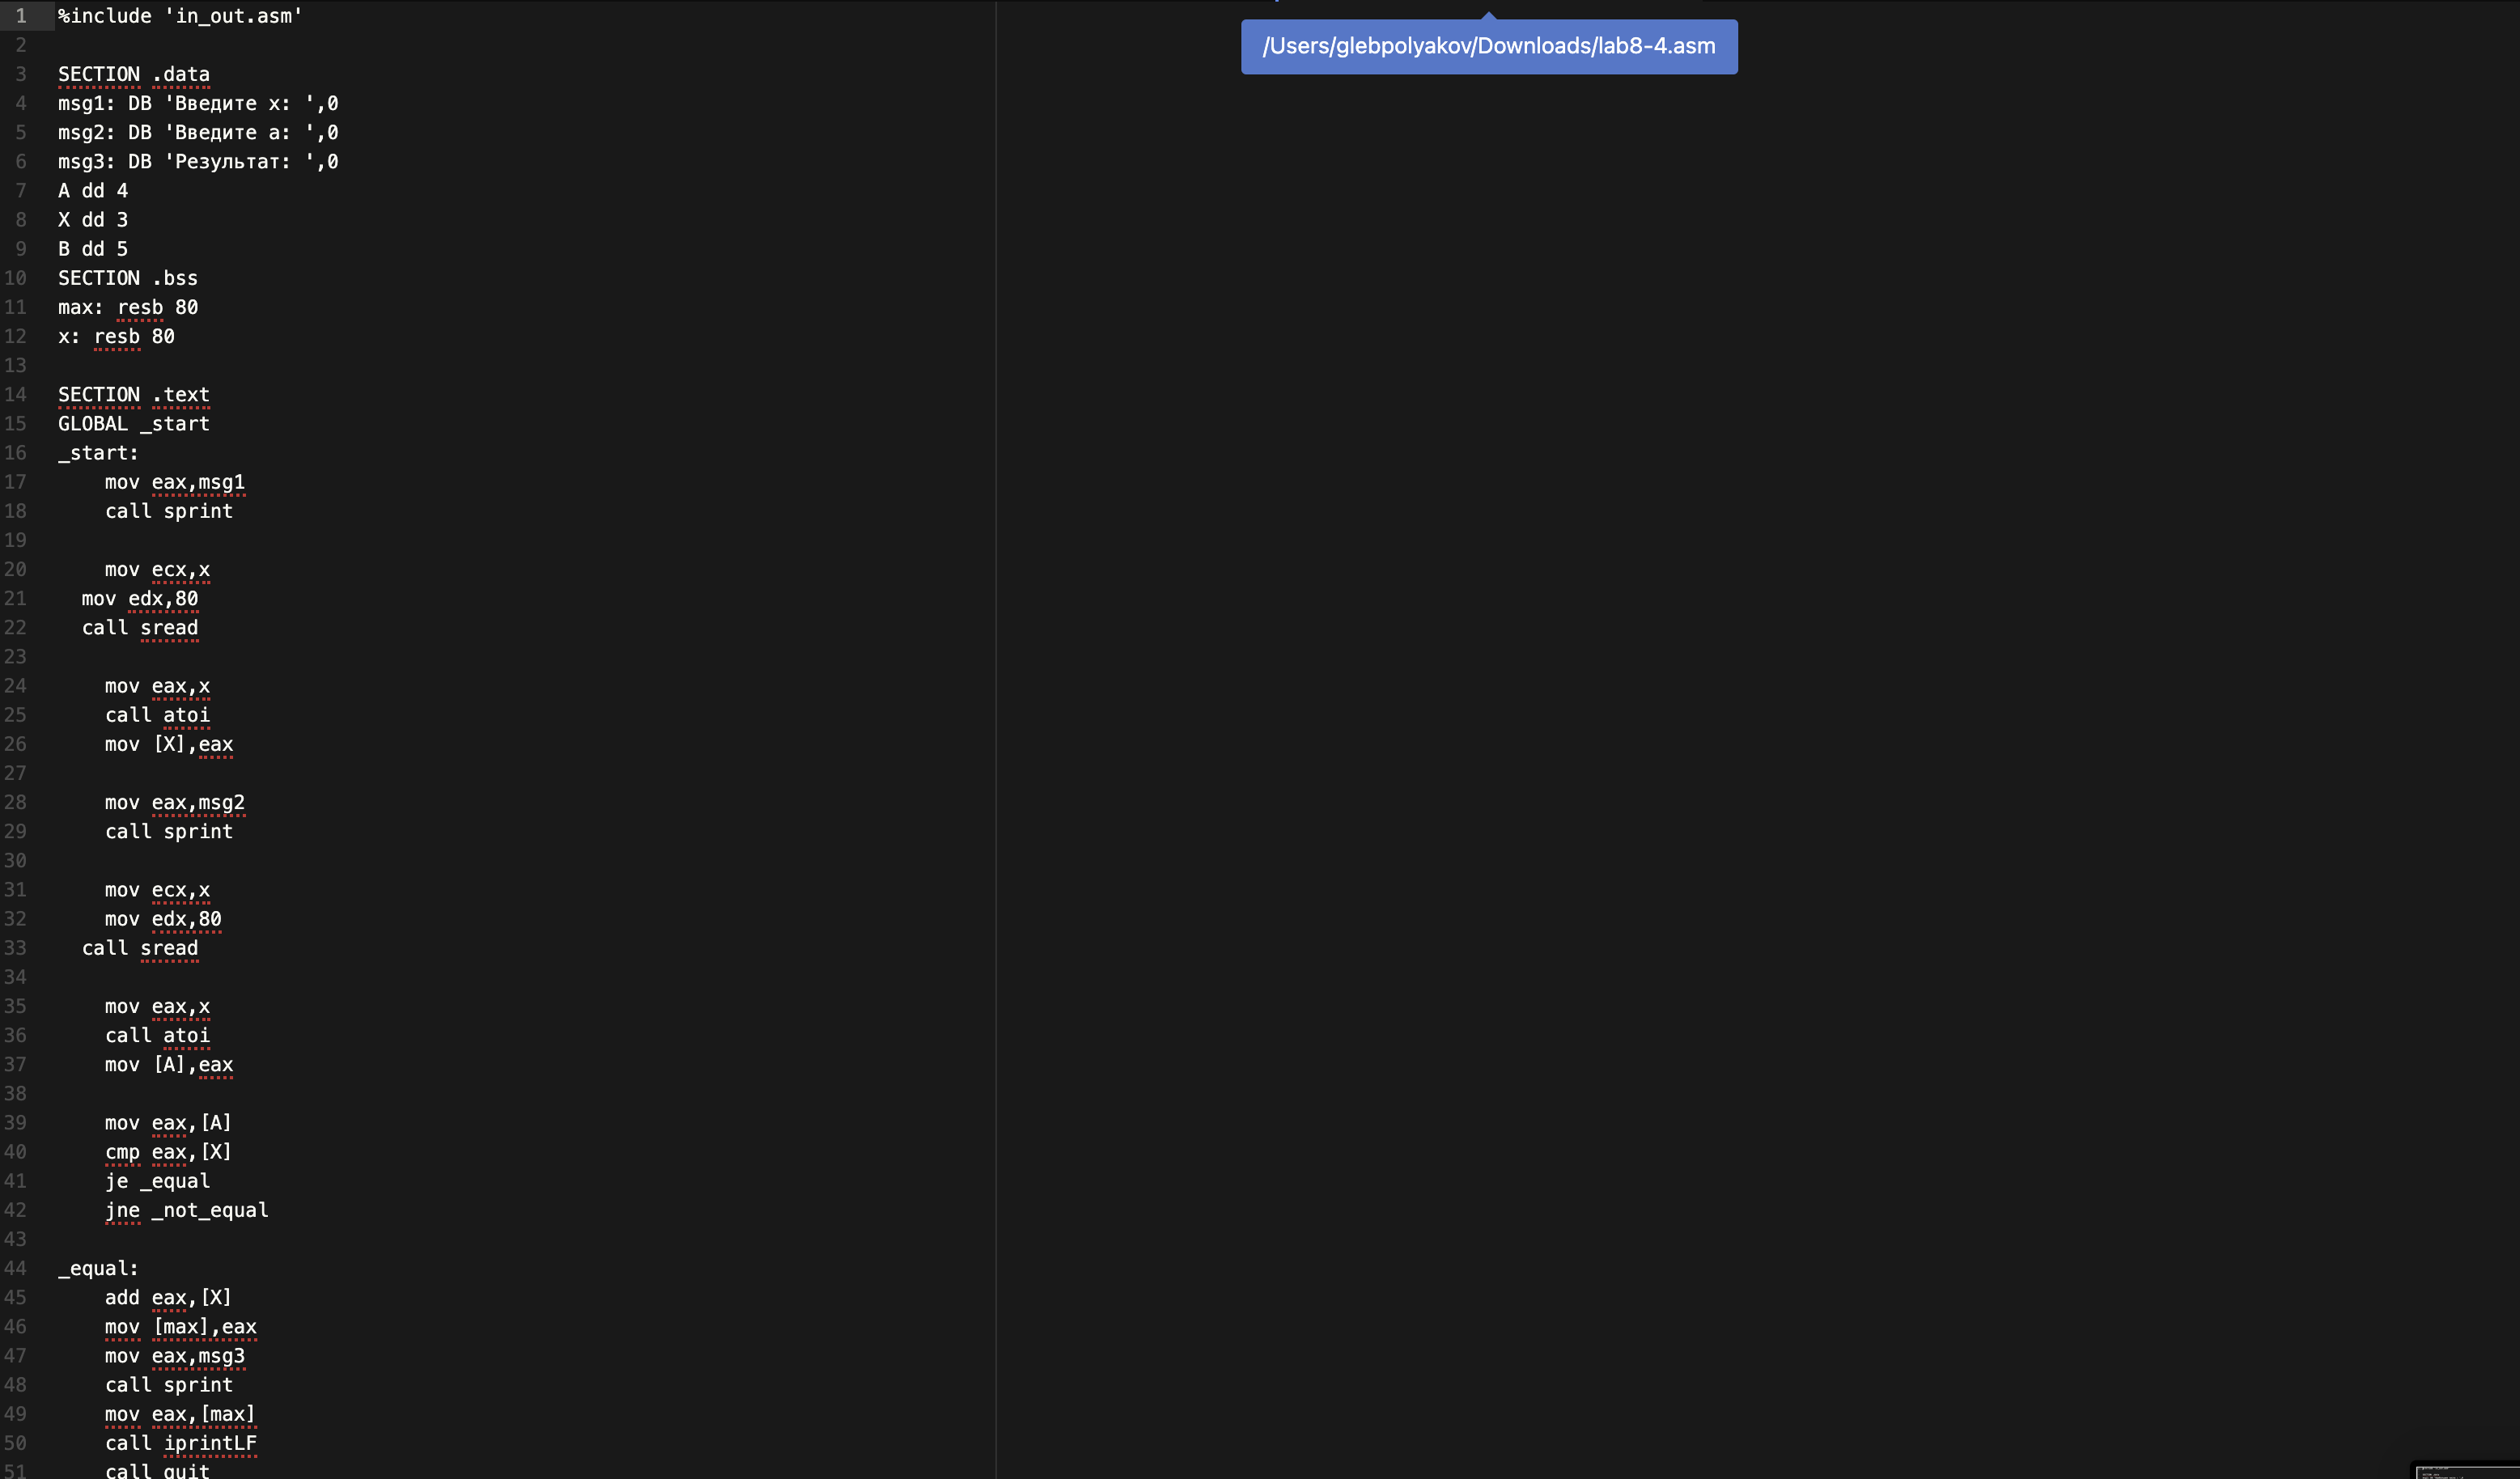 1 %include 'in_out.asm'
2
3 SECTION .data
4 msg1: DB 'Введите x: ',0
5 msg2: DB 'Введите a: ',0
6 msg3: DB 'Результат: ',0
7 A dd 4
8 X dd 3
9 B dd 5
10 SECTION .bss
11 max: resb 80
12 x: resb 80
13
14 SECTION .text
15 GLOBAL _start
16 _start:
17 mov eax,msg1
18 call sprint
19
20 mov ecx,x
21 mov edx,80
22 call sread
23
24 mov eax,x
25 call atoi
26 mov [X],eax
27
28 mov eax,msg2
29 call sprint
30
31 mov ecx,x
32 mov edx,80
33 call sread
34
35 mov eax,x
36 call atoi
37 mov [A],eax
38
39 mov eax,[A]
40 cmp eax,[X]
41 je _equal
42 jne _not_equal
43
44 _equal:
45 add eax,[X]
46 mov [max],eax
47 mov eax,msg3
48 call sprint
49 mov eax,[max]
50 call iprintLF
51 call quit
/Users/glebpolyakov/Downloads/lab8-4.asm